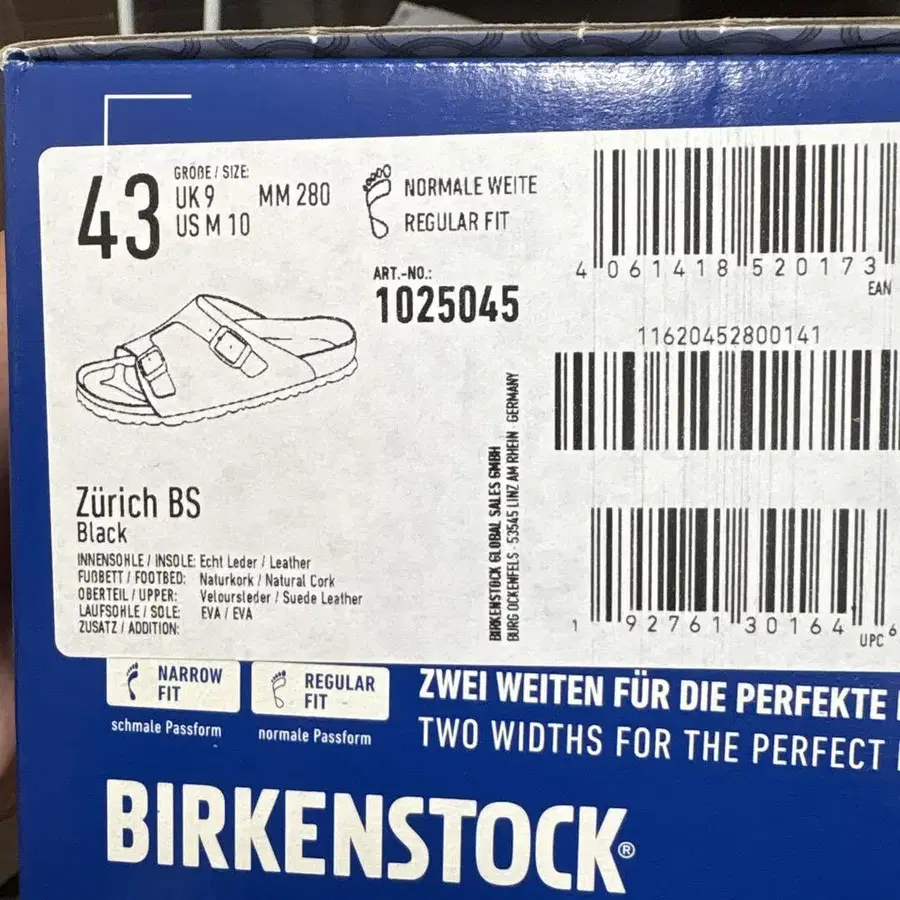 43
GRÖßE / SIZE:
UK 9 MM 280
US M 10
NORMALE WEITE
REGULAR FIT
ART.-NO.:
1025045
4 061418 520173
EAN
11620452800141
Zürich BS
Black
INNENSOHLE / INSOLE: Echt Leder / Leather
FUßBETT / FOOTBED: Naturkork / Natural Cork
OBERTEIL / UPPER: Veloursleder / Suede Leather
LAUFSOHLE / SOLE: EVA / EVA
ZUSATZ / ADDITION:
BIRKENSTOCK GLOBAL SALES GMBH
BURG OCKENFELS · 53545 LINZ AM RHEIN · GERMANY
1 92761 30164 6
UPC
NARROW
FIT
schmale Passform
REGULAR
FIT
normale Passform
ZWEI WEITEN FÜR DIE PERFEKTE
TWO WIDTHS FOR THE PERFECT
BIRKENSTOCK®